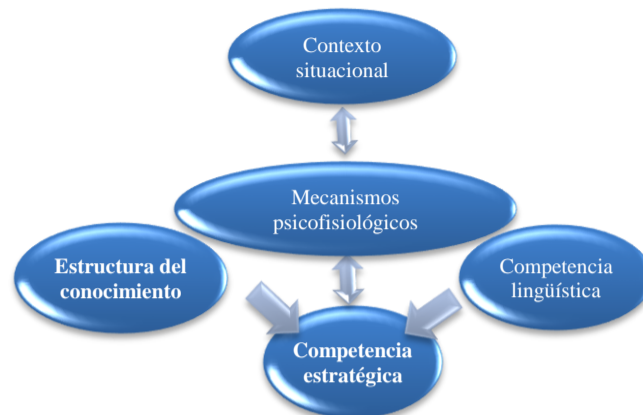 Contexto
situacional
Mecanismos
psicofisiológicos
Estructura del
conocimiento
Competencia
lingüística
Competencia
estratégica